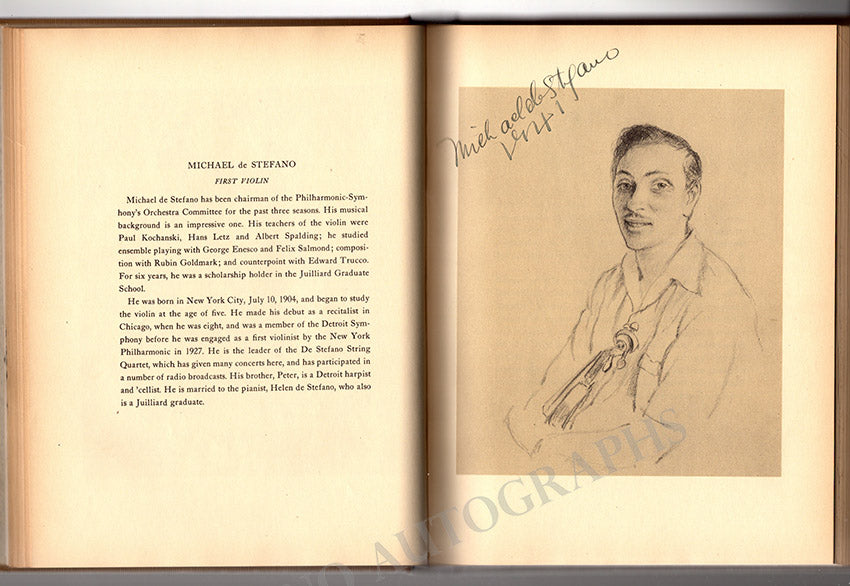 MICHAEL de STEFANO
FIRST VIOLIN
Michael de Stefano has been chairman of the Philharmonic-Sym-
hony's Orchestra Committee for the past three seasons. His musical
background is an impressive one. His teachers of the violin were
Paul Kochanski, Hans Letz and Albert Spalding; he studied
ensemble playing with George Enesco and Felix Salmond; composi-
tion with Rubin Goldmark; and counterpoint with Edward Trucco.
For six years, he was a scholarship holder in the Juilliard Graduate
School.
He was born in New York City, July 10, 1904, and began to study
the violin at the age of five. He made his debut as a recitalist in
Chicago, when he was eight, and was a member of the Detroit Sym-
phony before he was engaged as a first violinist by the New York
Philharmonic in 1927. He is the leader of the De Stefano String
Quartet, which has given many concerts here, and has participated in
a number of radio broadcasts. His brother, Peter, is a Detroit harpist
and 'cellist. He is married to the pianist, Helen de Stefano, who also
is a Juilliard graduate.
Michael de Stefano
NO AUTOGRAPHS